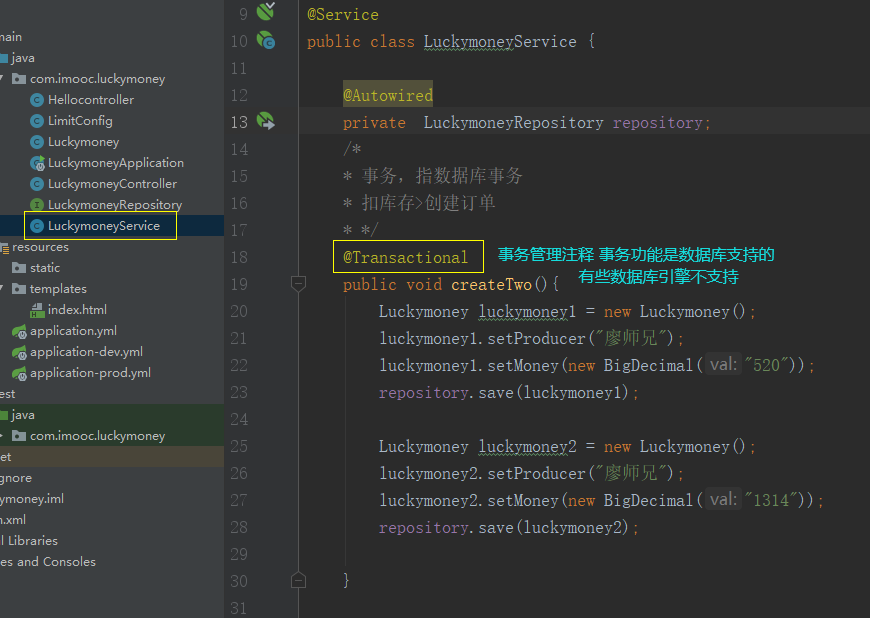 main
java
com.imooc.luckymoney
Hellocontroller
LimitConfig
Luckymoney
LuckymoneyApplication
LuckymoneyController
LuckymoneyRepository
LuckymoneyService
resources
static
templates
index.html
application.yml
application-dev.yml
application-prod.yml
est
java
com.imooc.luckymoney
et
gnore
ymoney.iml
n.xml
l Libraries
es and Consoles
9 @Service
10 public class LuckymoneyService {
11
12 @Autowired
13 private LuckymoneyRepository repository;
14 /*
15 * 事务，指数据库事务
16 * 扣库存>创建订单
17 * */
18 @Transactional 事务管理注释 事务功能是数据库支持的
有些数据库引擎不支持
19 public void createTwo(){
20 Luckymoney luckymoney1 = new Luckymoney();
21 luckymoney1.setProducer("廖师兄");
22 luckymoney1.setMoney(new BigDecimal( val: "520"));
23 repository.save(luckymoney1);
24
25 Luckymoney luckymoney2 = new Luckymoney();
26 luckymoney2.setProducer("廖师兄");
27 luckymoney2.setMoney(new BigDecimal( val: "1314"));
28 repository.save(luckymoney2);
29
30 }
31